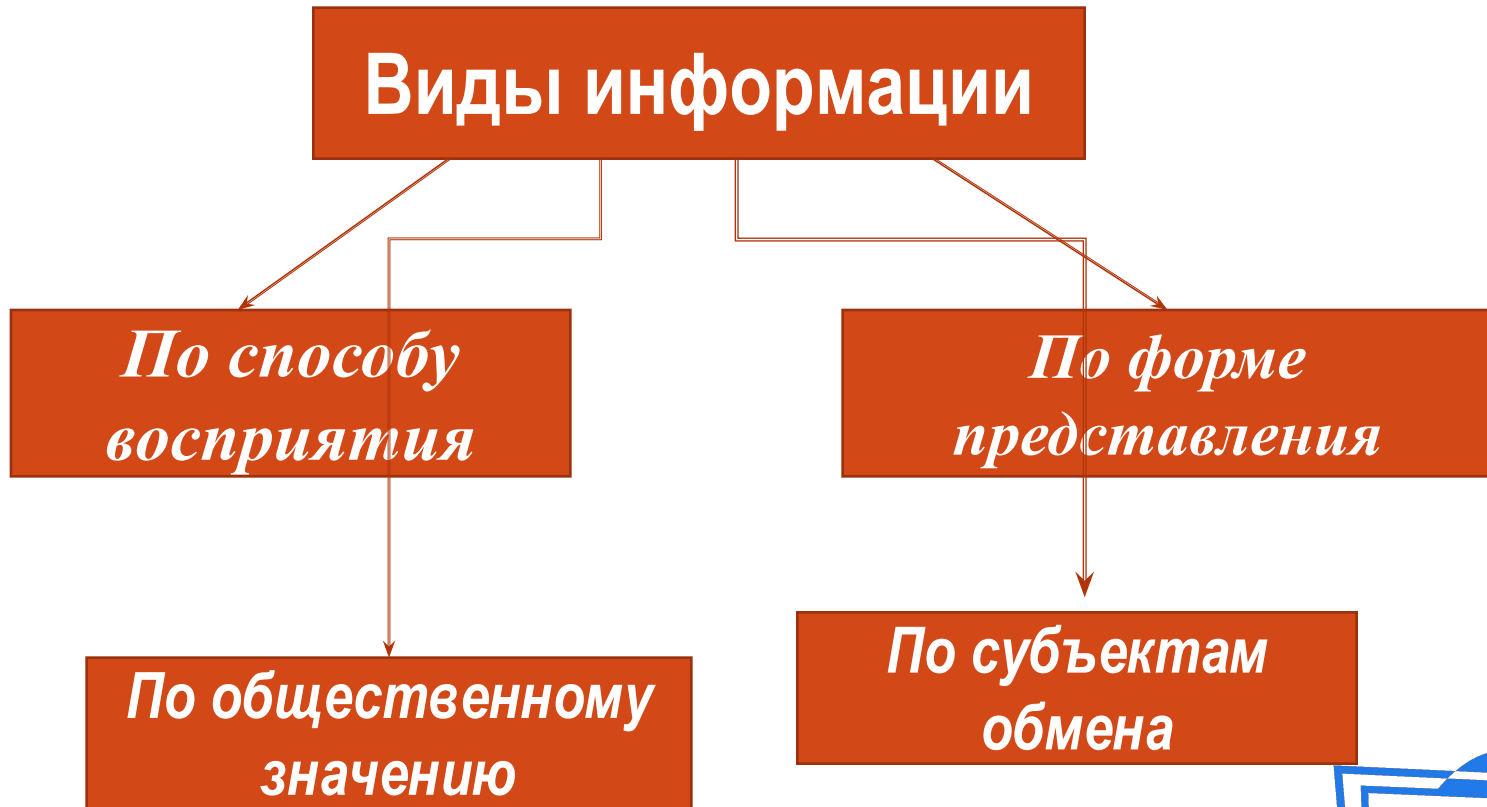 Виды информации
По способу
восприятия
По форме
представления
По общественному
значению
По субъектам
обмена